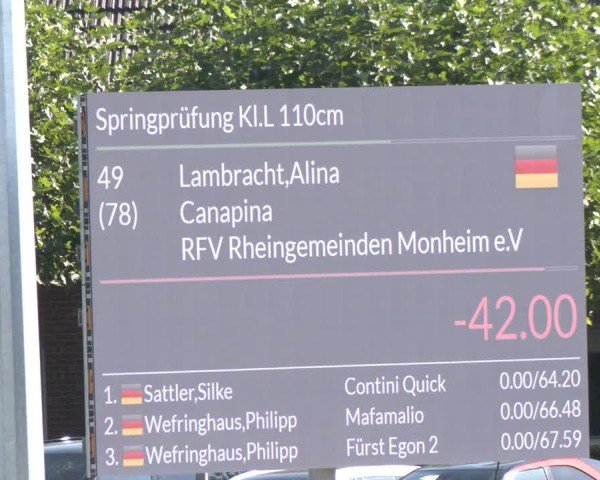 Springprüfung Kl.L 110cm
49 Lambracht,Alina
(78) Canapina
RFV Rheingemeinden Monheim e.V
-42.00
1. Sattler,Silke Contini Quick 0.00/64.20
2. Wefringhaus,Philipp Mafamalio 0.00/66.48
3. Wefringhaus,Philipp Fürst Egon 2 0.00/67.59